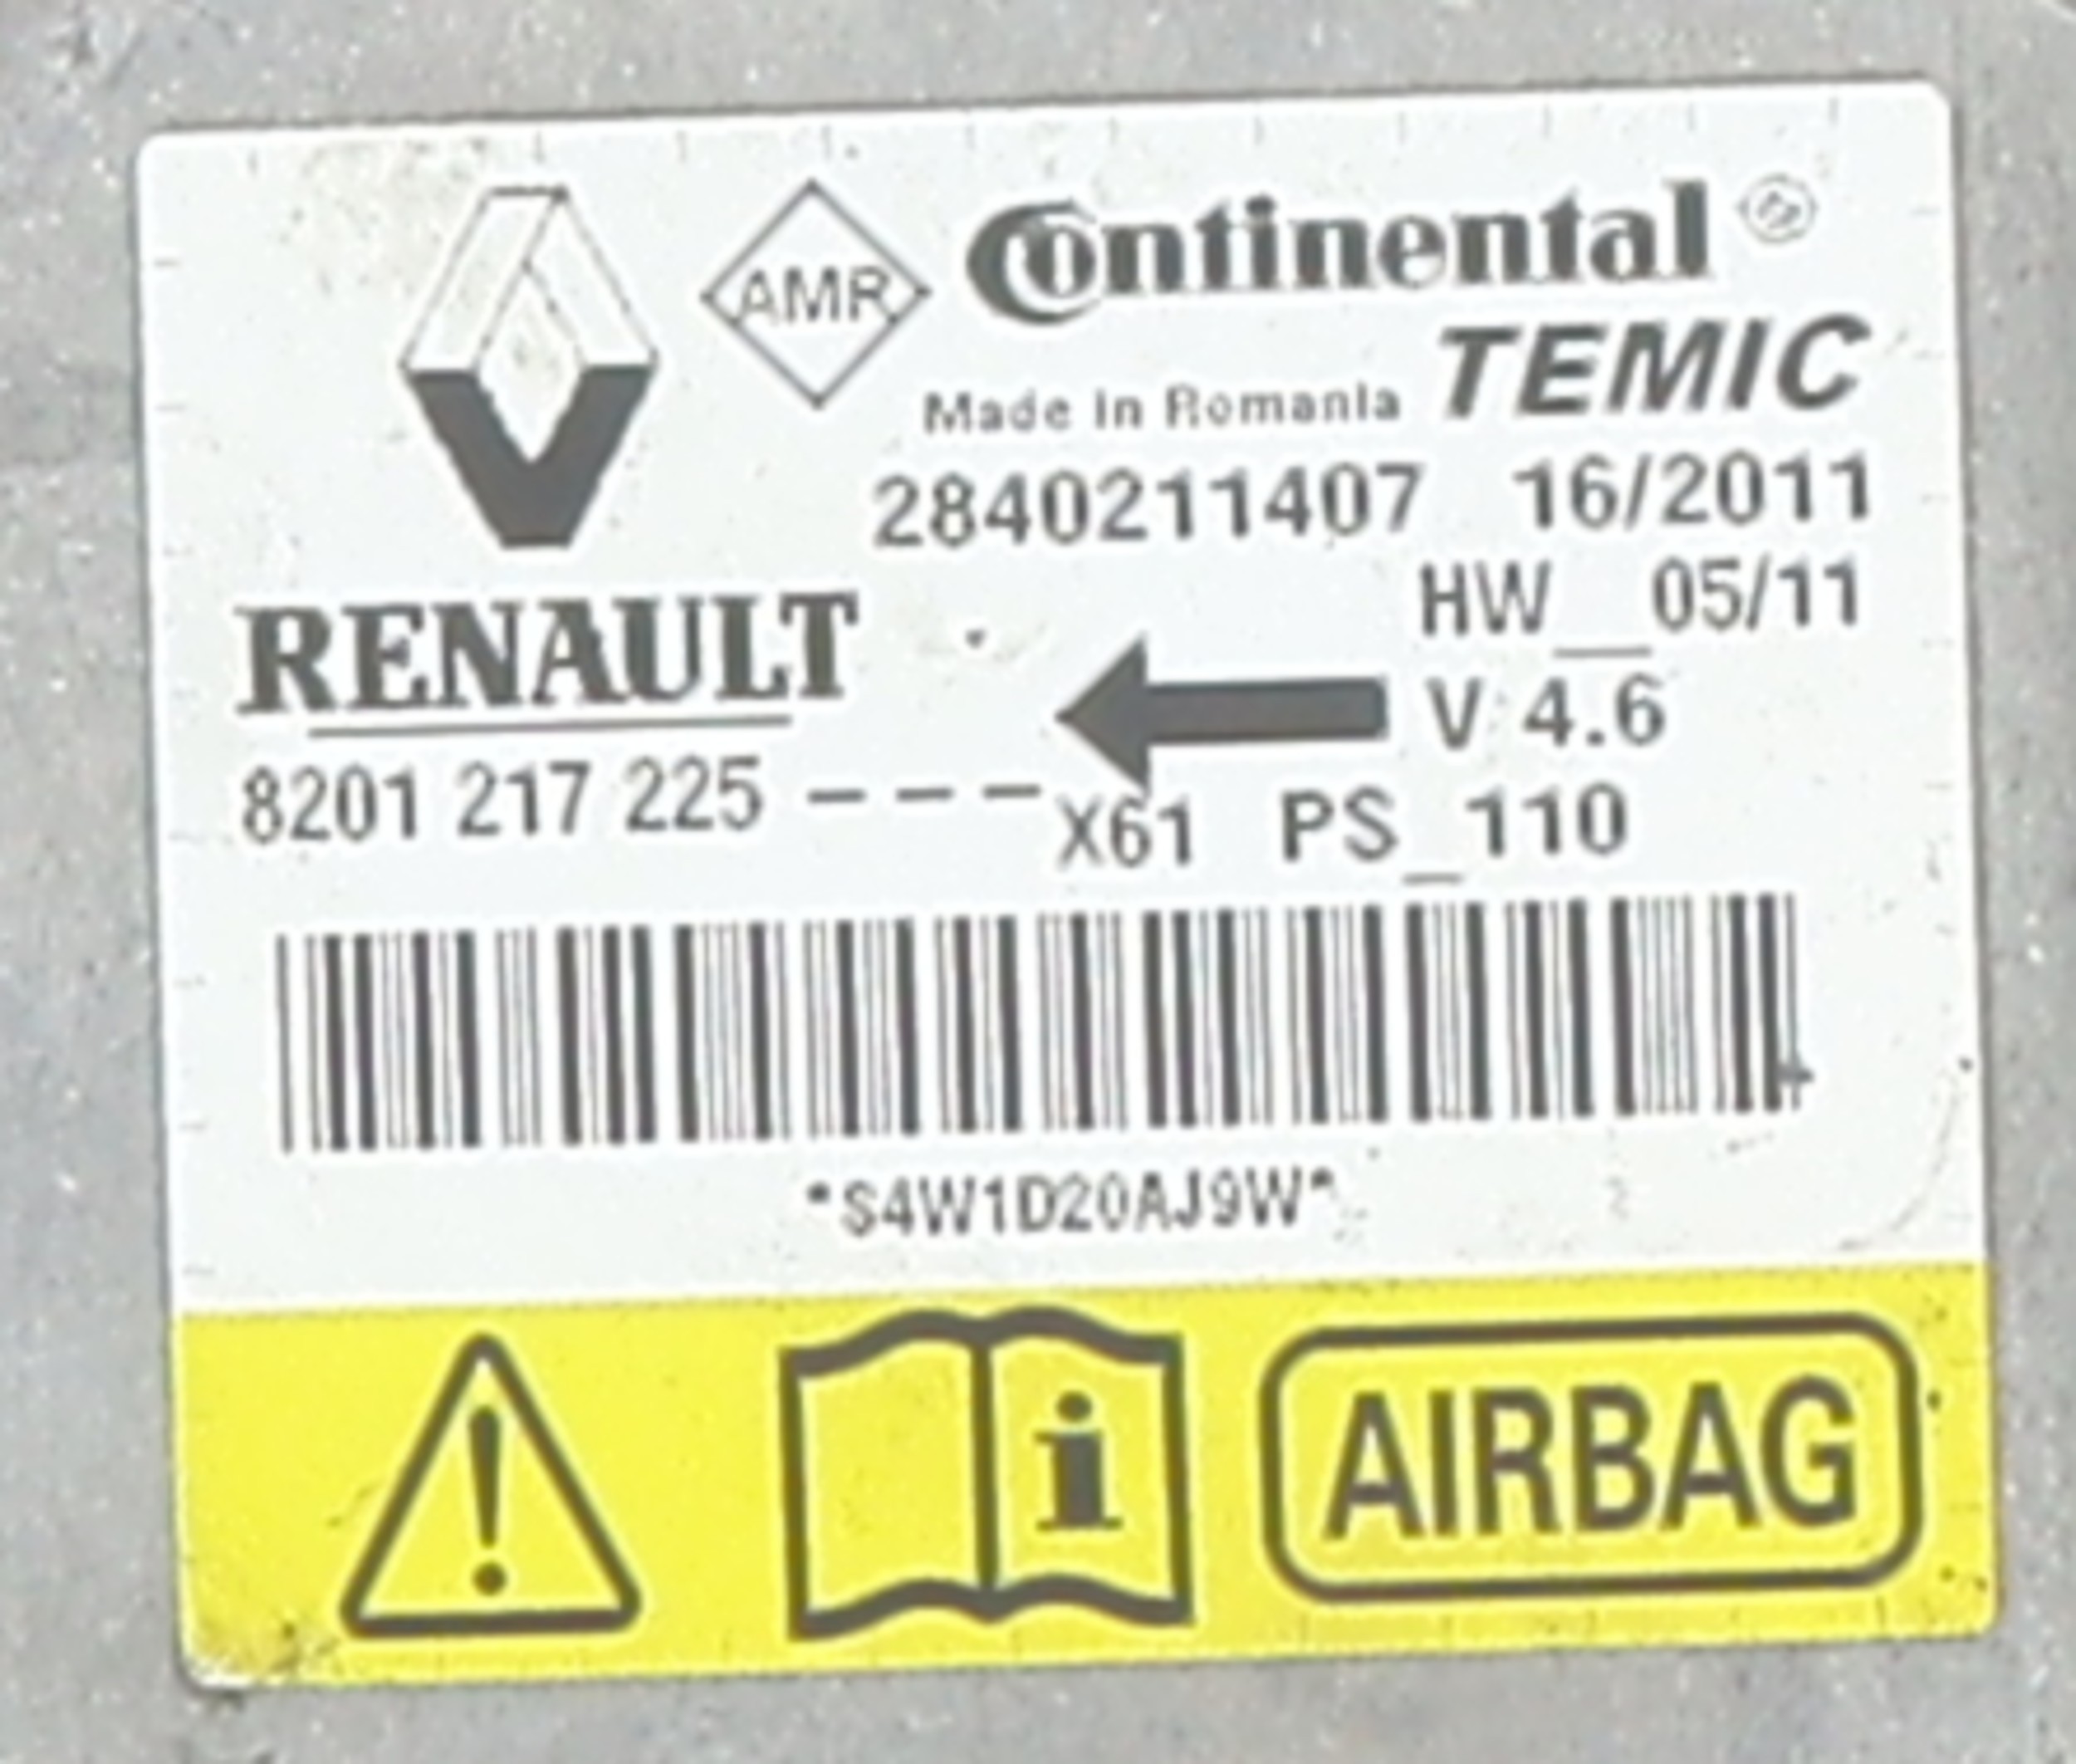 AMR Continental ®
Made in Romania TEMIC
2840211407 16/2011
HW__05/11
RENAULT
V 4.6
8201 217 225 ---
X61 PS_110
*S4W1D20AJ9W*
! i AIRBAG